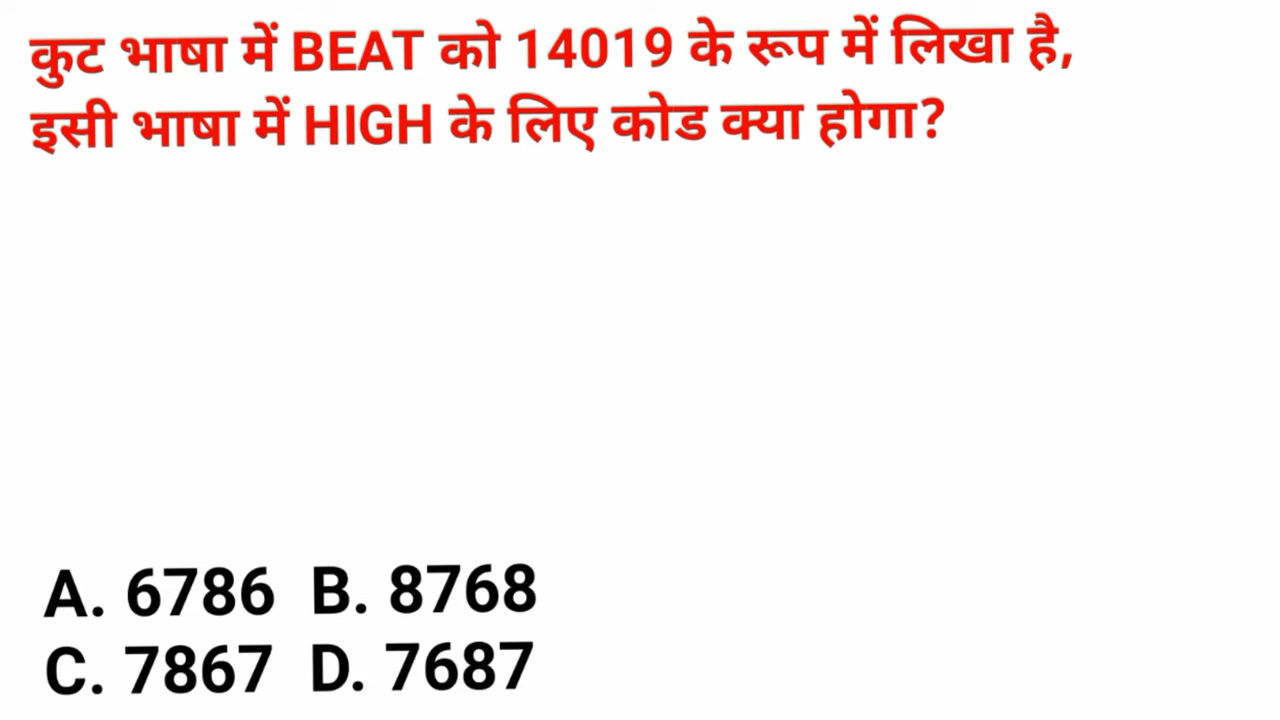 कुट भाषा में BEAT को 14019 के रूप में लिखा है,
इसी भाषा में HIGH के लिए कोड क्या होगा?
A. 6786 B. 8768
C. 7867 D. 7687